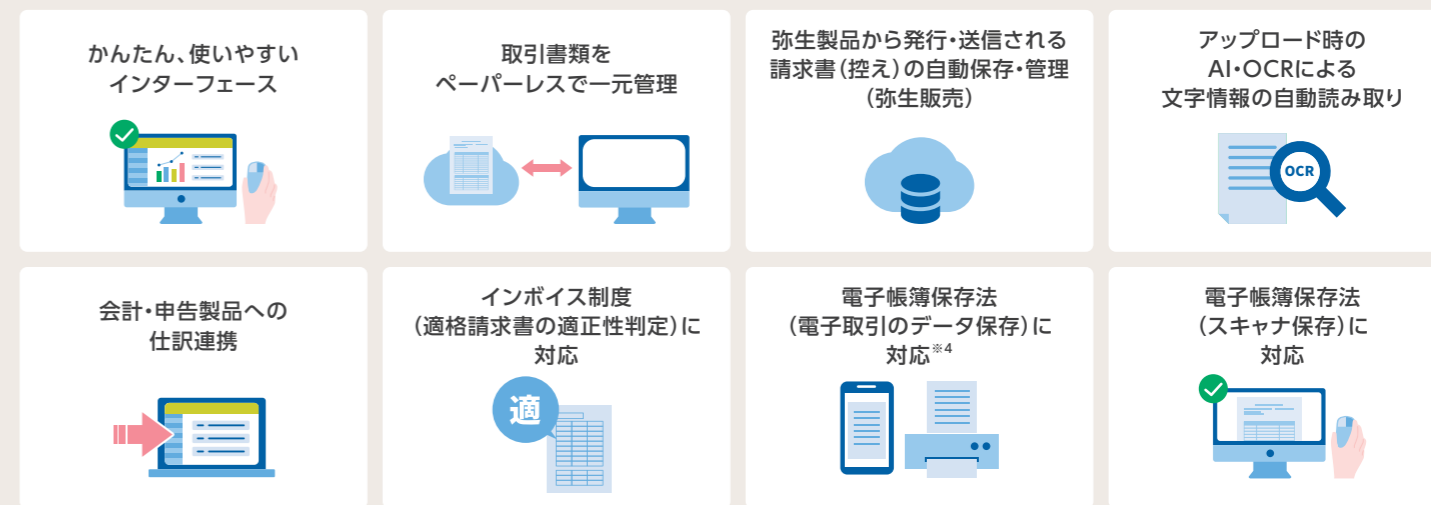 かんたん、使いやすい
インターフェース
取引書類を
ペーパーレスで一元管理
弥生製品から発行・送信される
請求書(控え)の自動保存・管理
(弥生販売)
アップロード時の
AI・OCRによる
文字情報の自動読み取り
OCR
会計・申告製品への
仕訳連携
インボイス制度
(適格請求書の適正性判定)に
対応
適
電子帳簿保存法
(電子取引のデータ保存)に
対応※4
電子帳簿保存法
(スキャナ保存)に
対応